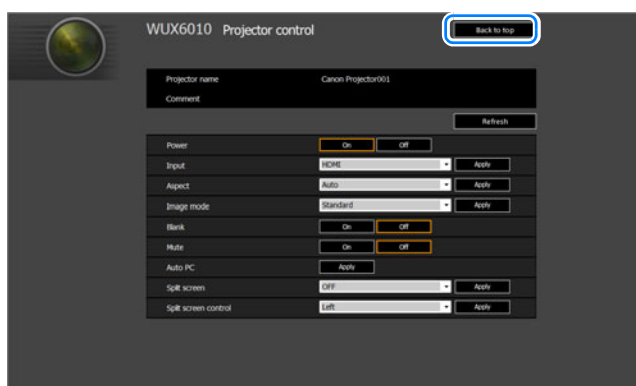 WUX6010 Projector control
Back to top
Projector name Canon Projector001
Comment
Refresh
Power On Off
Input HDMI Apply
Aspect Auto Apply
Image mode Standard Apply
Blank On Off
Mute On Off
Auto PC Apply
Split screen OFF Apply
Split screen control Left Apply